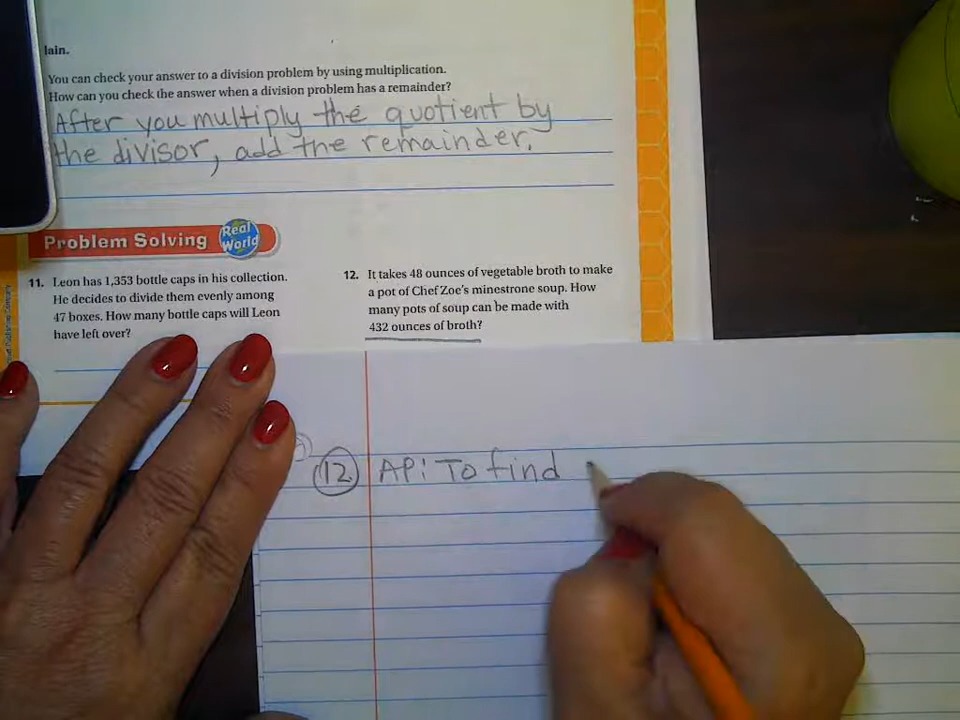 lain.
You can check your answer to a division problem by using multiplication.
How can you check the answer when a division problem has a remainder?
After you multiply the quotient by
the divisor, add the remainder.
Problem Solving Real World
11. Leon has 1,353 bottle caps in his collection.
He decides to divide them evenly among
47 boxes. How many bottle caps will Leon
have left over?
12. It takes 48 ounces of vegetable broth to make
a pot of Chef Zoe's minestrone soup. How
many pots of soup can be made with
432 ounces of broth?
12. AP: To find